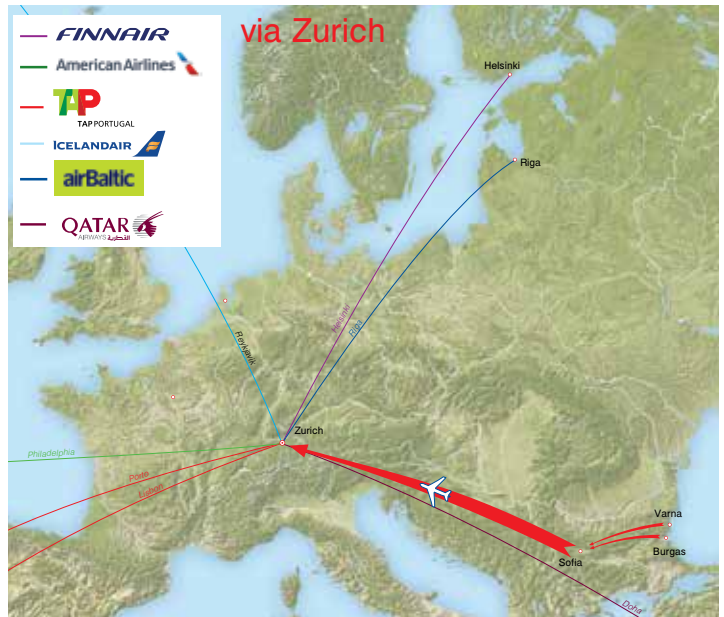 via Zurich
FINNAIR
American Airlines
TAP
TAP PORTUGAL
ICELANDAIR
airBaltic
QATAR
AIRWAYS القطرية
Helsinki
Riga
Helsinki
Riga
Reykjavik
Zurich
Philadelphia
Porto
Lisbon
Varna
Burgas
Sofia
Doha